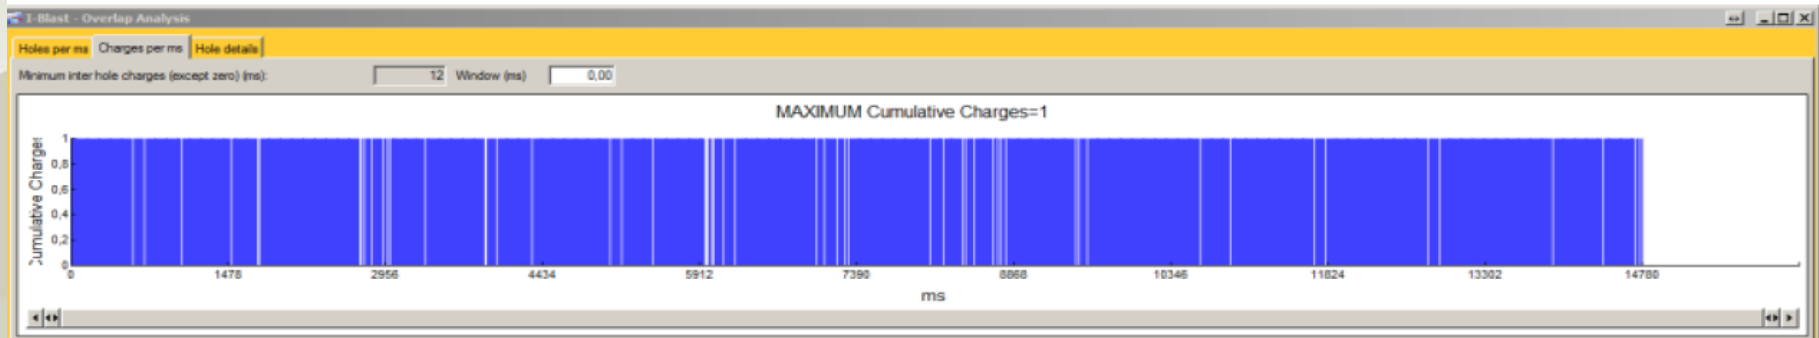 I-Blast - Overlap Analysis
Holes per ms Charges per ms Hole details
Minimum inter hole charges (except zero) (ms): 12 Window (ms) 0,00
MAXIMUM Cumulative Charges=1
Cumulative Charges
1
0,8
0,6
0,4
0,2
0
0 1478 2956 4434 5912 7390 8868 10346 11824 13302 14780
ms